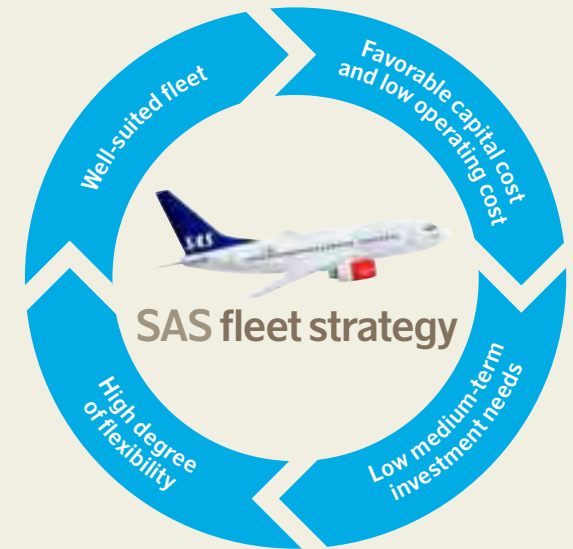 Well-suited fleet
Favorable capital cost
and low operating cost
SAS
SAS fleet strategy
High degree
of flexibility
Low medium-term
investment needs